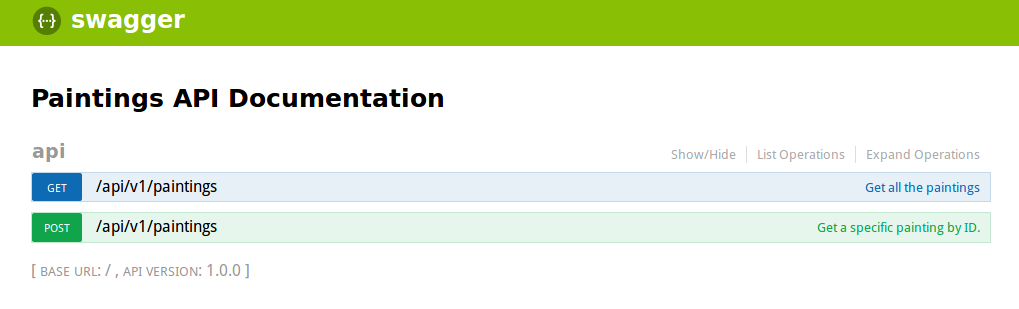 {···} swagger
Paintings API Documentation
api Show/Hide List Operations Expand Operations
GET /api/v1/paintings Get all the paintings
POST /api/v1/paintings Get a specific painting by ID.
[ BASE URL: / , API VERSION: 1.0.0 ]